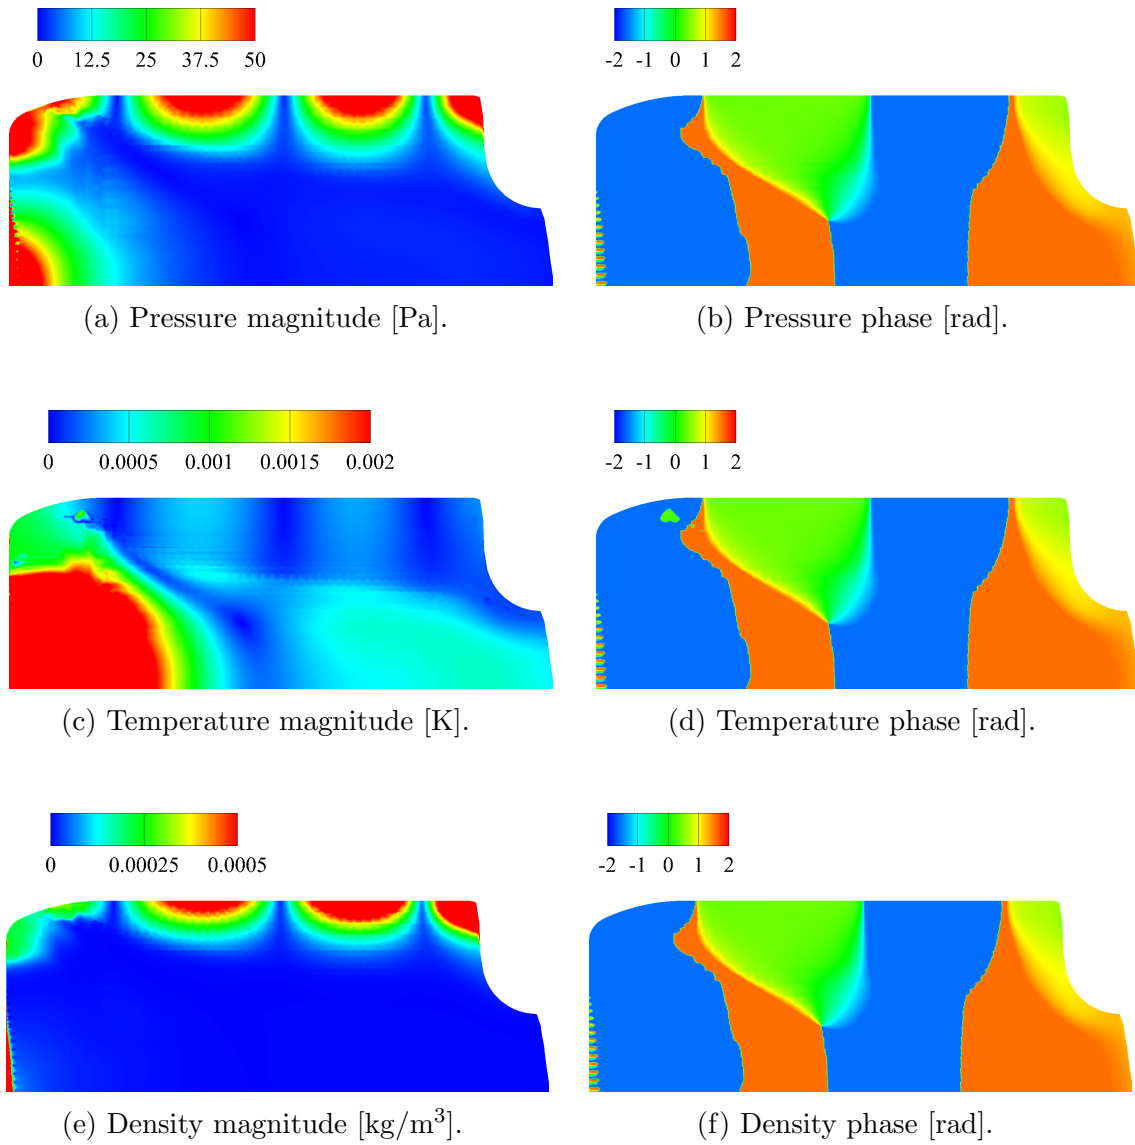 0 12.5 25 37.5 50
-2 -1 0 1 2
(a) Pressure magnitude [Pa].
(b) Pressure phase [rad].
0 0.0005 0.001 0.0015 0.002
-2 -1 0 1 2
(c) Temperature magnitude [K].
(d) Temperature phase [rad].
0 0.00025 0.0005
-2 -1 0 1 2
(e) Density magnitude [kg/m³].
(f) Density phase [rad].